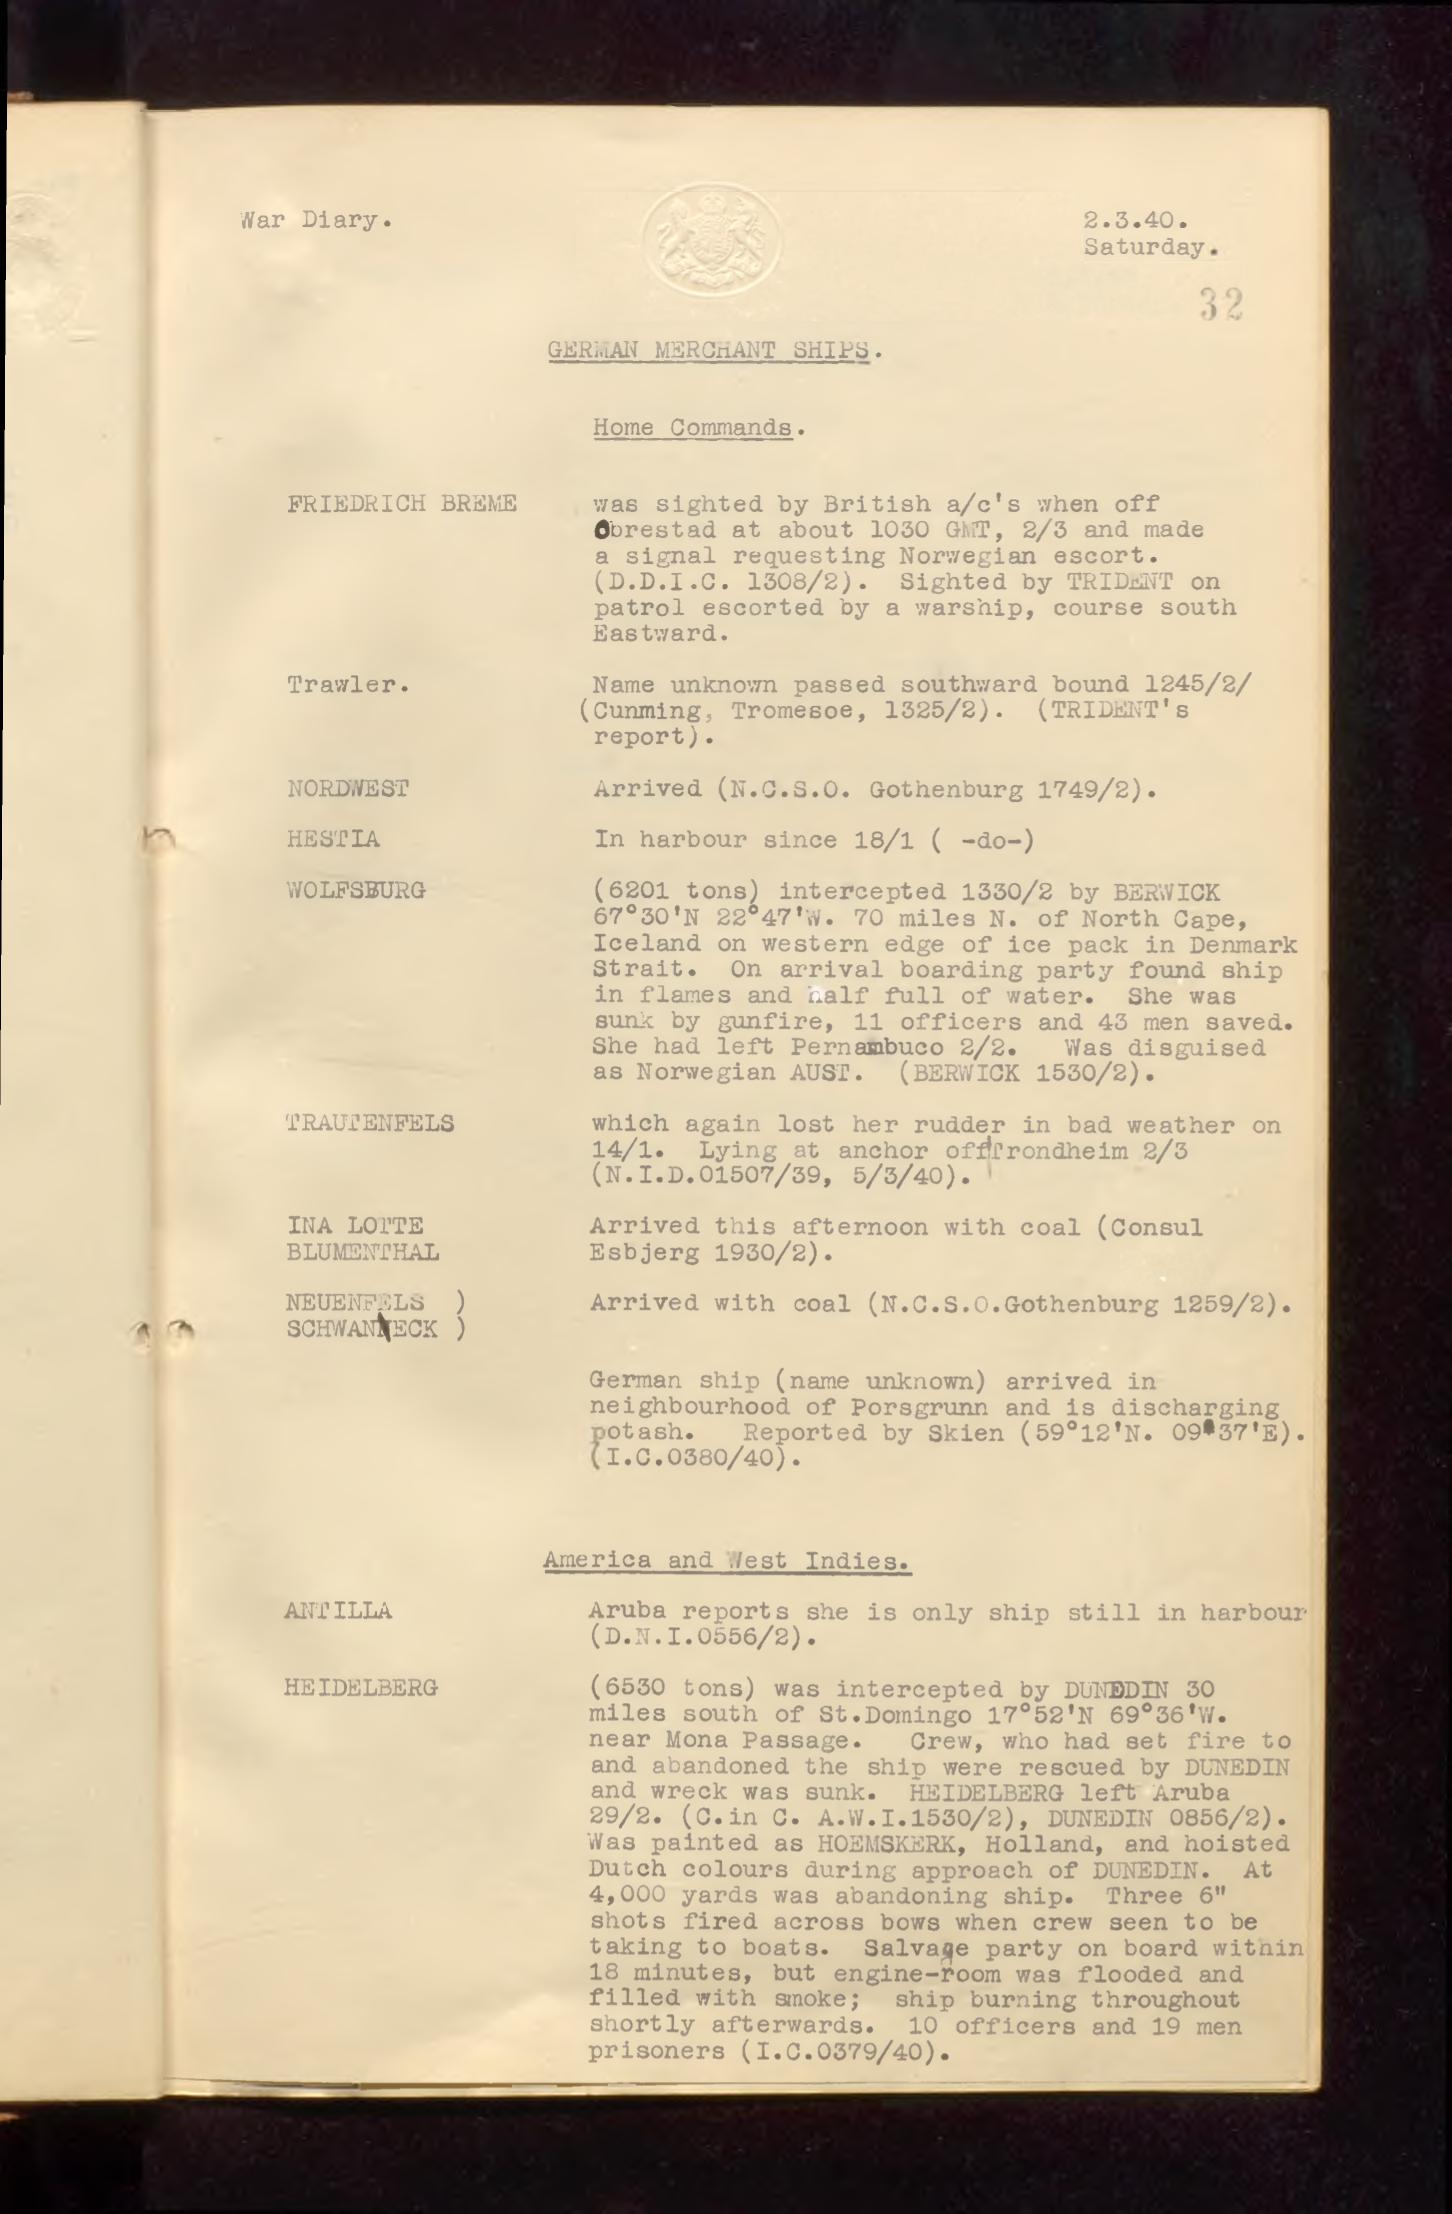 War Diary.
2.3.40.
Saturday.
32
GERMAN MERCHANT SHIPS.
Home Commands.
FRIEDRICH BREME was sighted by British a/c's when off
Obrestad at about 1030 GMT, 2/3 and made
a signal requesting Norwegian escort.
(D.D.I.C. 1308/2). Sighted by TRIDENT on
patrol escorted by a warship, course south
Eastward.
Trawler. Name unknown passed southward bound 1245/2/
(Cunming, Tromesoe, 1325/2). (TRIDENT's
report).
NORDWEST Arrived (N.C.S.O. Gothenburg 1749/2).
HESTIA In harbour since 18/1 ( -do-)
WOLFSBURG (6201 tons) intercepted 1330/2 by BERWICK
67°30'N 22°47'W. 70 miles N. of North Cape,
Iceland on western edge of ice pack in Denmark
Strait. On arrival boarding party found ship
in flames and half full of water. She was
sunk by gunfire, 11 officers and 43 men saved.
She had left Pernambuco 2/2. Was disguised
as Norwegian AUST. (BERWICK 1530/2).
TRAUTENFELS which again lost her rudder in bad weather on
14/1. Lying at anchor off Trondheim 2/3
(N.I.D.01507/39, 5/3/40).
INA LOTTE Arrived this afternoon with coal (Consul
BLUMENTHAL Esbjerg 1930/2).
NEUENFELS ) Arrived with coal (N.C.S.O.Gothenburg 1259/2).
SCHWANNECK )
German ship (name unknown) arrived in
neighbourhood of Porsgrunn and is discharging
potash. Reported by Skien (59°12'N. 09°37'E).
(I.C.0380/40).
America and West Indies.
ANTILLA Aruba reports she is only ship still in harbour
(D.N.I.0556/2).
HEIDELBERG (6530 tons) was intercepted by DUNEDIN 30
miles south of St.Domingo 17°52'N 69°36'W.
near Mona Passage. Crew, who had set fire to
and abandoned the ship were rescued by DUNEDIN
and wreck was sunk. HEIDELBERG left Aruba
29/2. (C.in C. A.W.I.1530/2), DUNEDIN 0856/2).
Was painted as HOEMSKERK, Holland, and hoisted
Dutch colours during approach of DUNEDIN. At
4,000 yards was abandoning ship. Three 6"
shots fired across bows when crew seen to be
taking to boats. Salvage party on board within
18 minutes, but engine-room was flooded and
filled with smoke; ship burning throughout
shortly afterwards. 10 officers and 19 men
prisoners (I.C.0379/40).